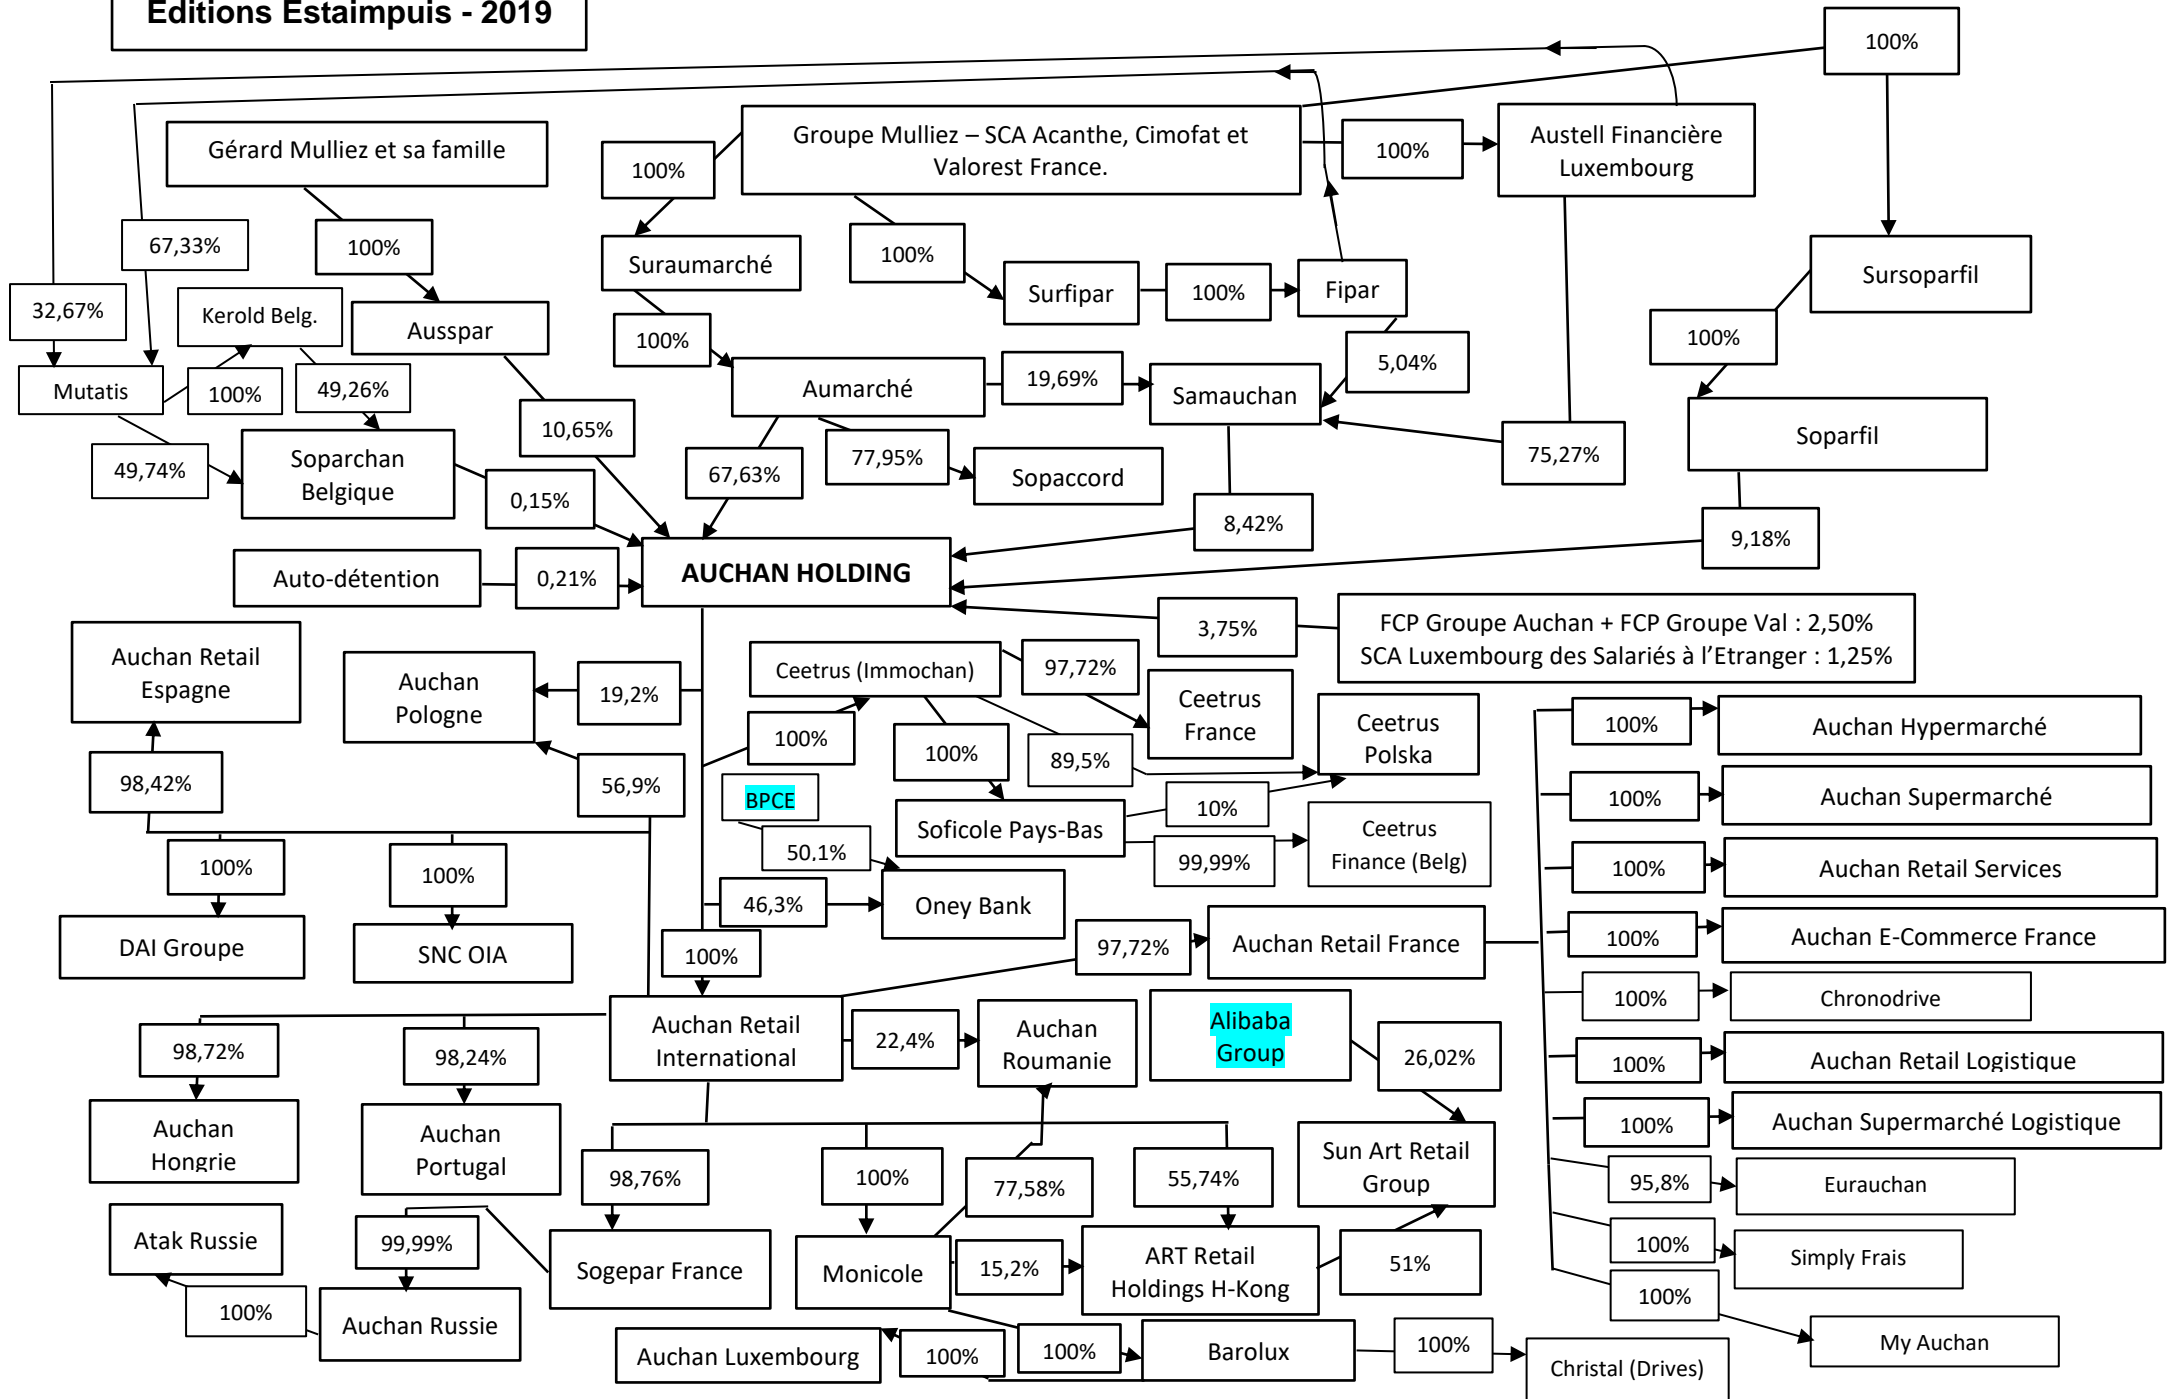 Editions Estaimpuis - 2019
100%
Gérard Mulliez et sa famille
Groupe Mulliez – SCA Acanthe, Cimofat et
Valorest France.
100%
Austell Financière
Luxembourg
100%
67,33%
100%
Suraumarché
100%
Surfipar
100%
Fipar
Sursoparfil
32,67%
Kerold Belg.
Ausspar
100%
5,04%
100%
Mutatis
100%
49,26%
Aumarché
19,69%
Samauchan
49,74%
Soparchan
Belgique
10,65%
67,63%
77,95%
Sopaccord
75,27%
Soparfil
0,15%
8,42%
9,18%
Auto-détention
0,21%
AUCHAN HOLDING
3,75%
FCP Groupe Auchan + FCP Groupe Val : 2,50%
SCA Luxembourg des Salariés à l’Etranger : 1,25%
Auchan Retail
Espagne
Auchan
Pologne
19,2%
Ceetrus (Immochan)
97,72%
Ceetrus
France
Ceetrus
Polska
100%
Auchan Hypermarché
98,42%
56,9%
100%
100%
89,5%
BPCE
50,1%
Soficole Pays-Bas
10%
99,99%
Ceetrus
Finance (Belg)
100%
Auchan Supermarché
100%
100%
100%
Auchan Retail Services
46,3%
Oney Bank
DAI Groupe
SNC OIA
100%
97,72%
Auchan Retail France
100%
Auchan E-Commerce France
100%
Chronodrive
98,72%
98,24%
Auchan Retail
International
22,4%
Auchan
Roumanie
Alibaba
Group
26,02%
100%
Auchan Retail Logistique
Auchan
Hongrie
Auchan
Portugal
98,76%
100%
77,58%
55,74%
Sun Art Retail
Group
100%
Auchan Supermarché Logistique
95,8%
Eurauchan
Atak Russie
99,99%
Sogepar France
Monicole
15,2%
ART Retail
Holdings H-Kong
51%
100%
Simply Frais
100%
Auchan Russie
100%
My Auchan
Auchan Luxembourg
100%
100%
Barolux
100%
Christal (Drives)